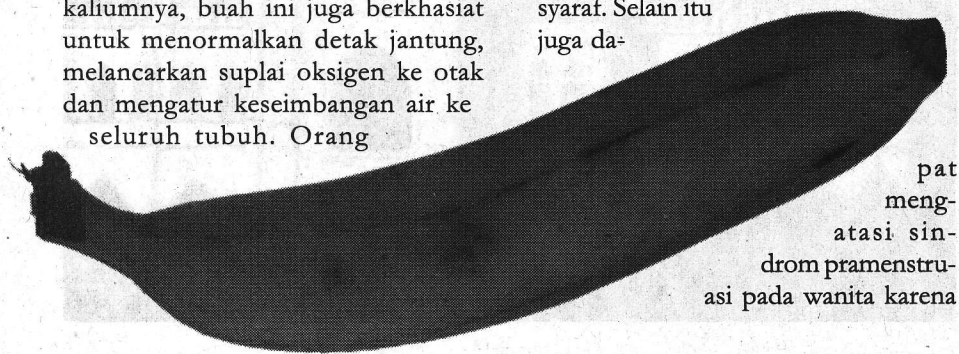 kaliumnya, buah ini juga berkhasiat
untuk menormalkan detak jantung,
melancarkan suplai oksigen ke otak
dan mengatur keseimbangan air ke
seluruh tubuh. Orang
syaraf. Selain itu
juga da-
pat
meng-
atasi sin-
drom pramenstru-
asi pada wanita karena